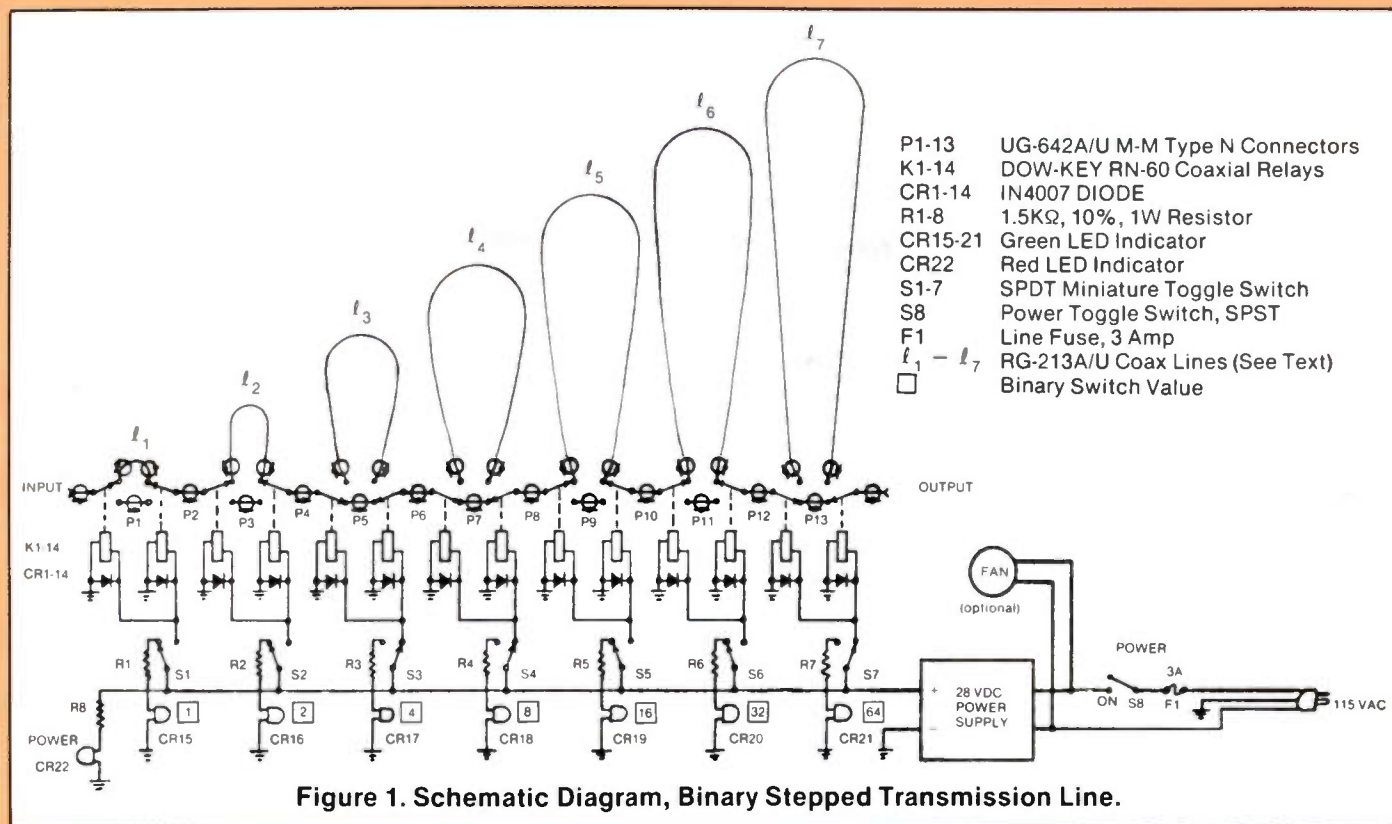 ℓ₇
ℓ₆
ℓ₅
ℓ₄
ℓ₃
ℓ₂
ℓ₁
P1-13 UG-642A/U M-M Type N Connectors
K1-14 DOW-KEY RN-60 Coaxial Relays
CR1-14 IN4007 DIODE
R1-8 1.5KΩ, 10%, 1W Resistor
CR15-21 Green LED Indicator
CR22 Red LED Indicator
S1-7 SPDT Miniature Toggle Switch
S8 Power Toggle Switch, SPST
F1 Line Fuse, 3 Amp
ℓ₁ – ℓ₇ RG-213A/U Coax Lines (See Text)
□ Binary Switch Value
INPUT OUTPUT
P1 P2 P3 P4 P5 P6 P7 P8 P9 P10 P11 P12 P13
K1-14
CR1-14
FAN
(optional)
R1 S1 R2 S2 R3 S3 R4 S4 R5 S5 R6 S6 R7 S7
POWER
3A
ON S8 F1
+ 28 VDC
POWER
SUPPLY
–
115 VAC
R8
1 2 4 8 16 32 64
POWER
CR22
CR15 CR16 CR17 CR18 CR19 CR20 CR21
Figure 1. Schematic Diagram, Binary Stepped Transmission Line.